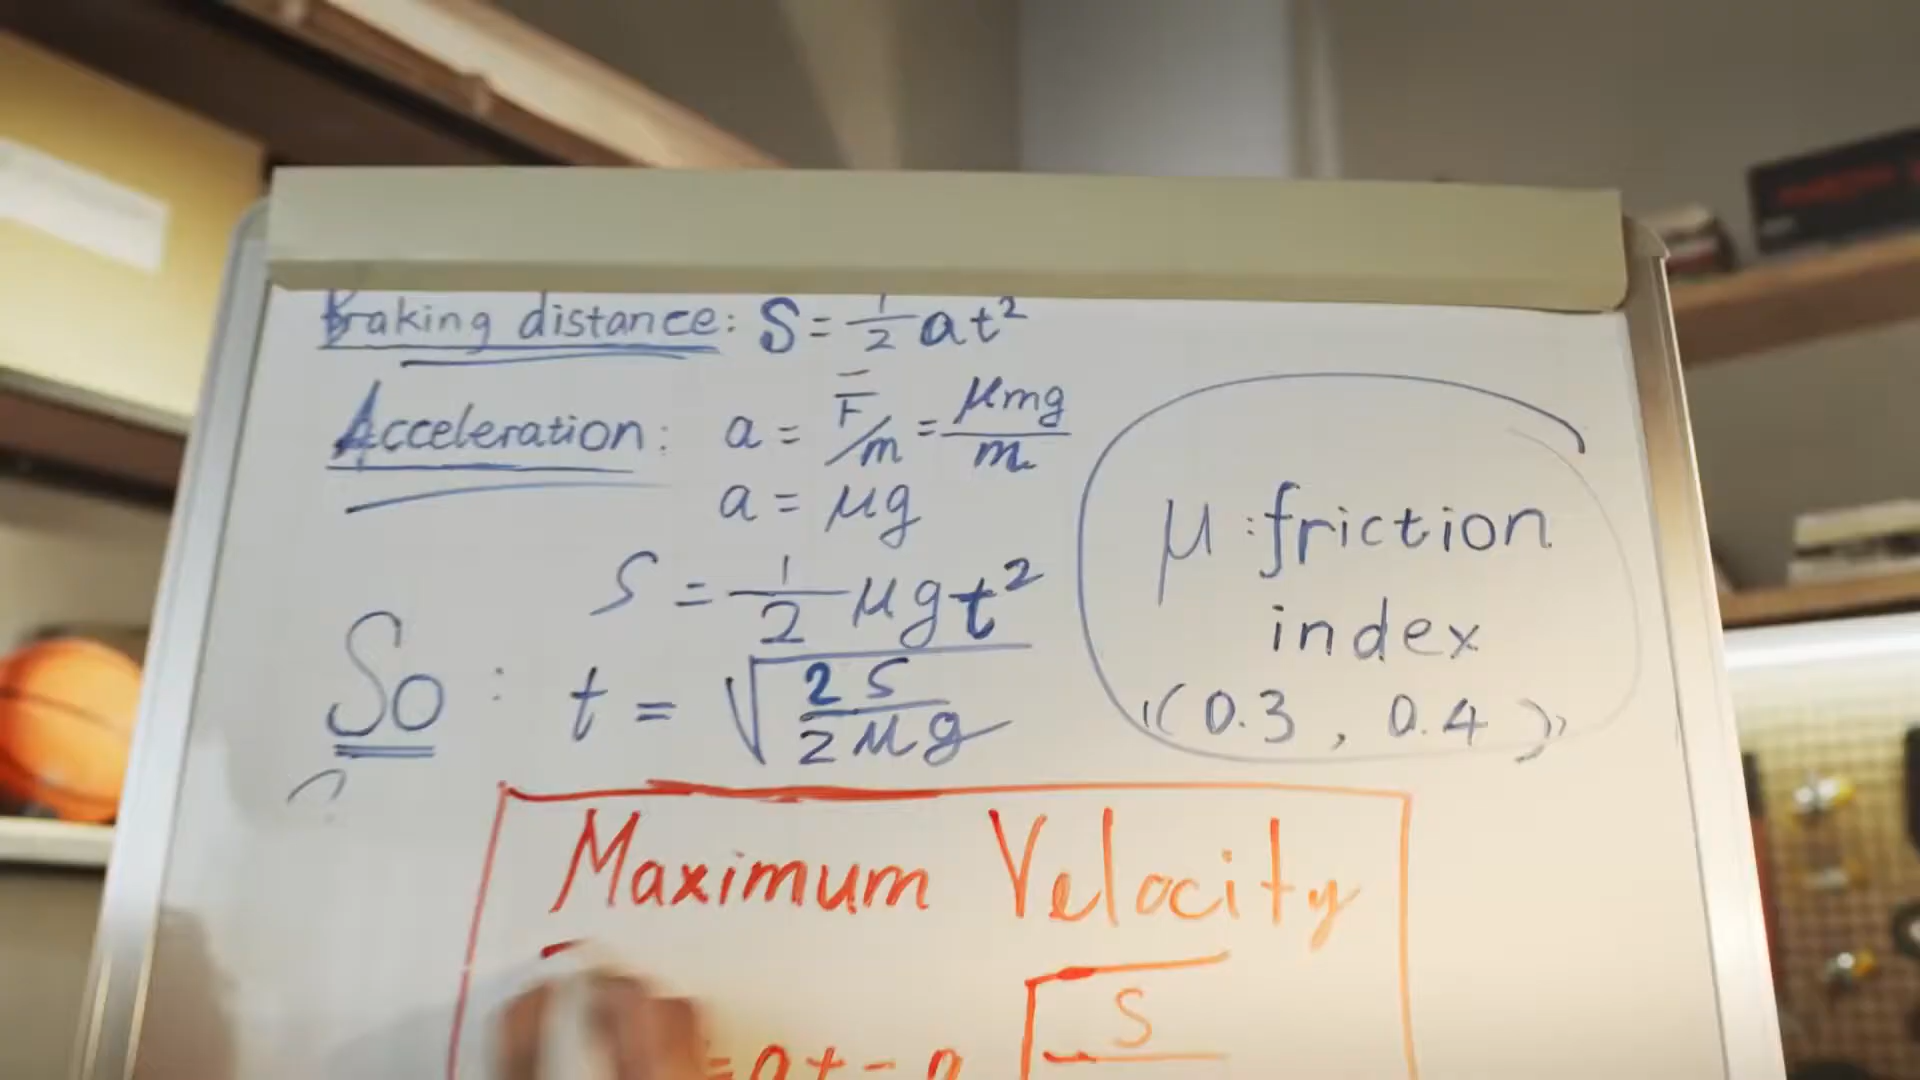 Braking distance: S = 1/2 at²
Acceleration: a = F/m = μmg/m
a = μg
S = 1/2 μgt²
So : t = √(2S/2μg)
μ : friction
index
(0.3, 0.4)
Maximum Velocity
= at - a √(S